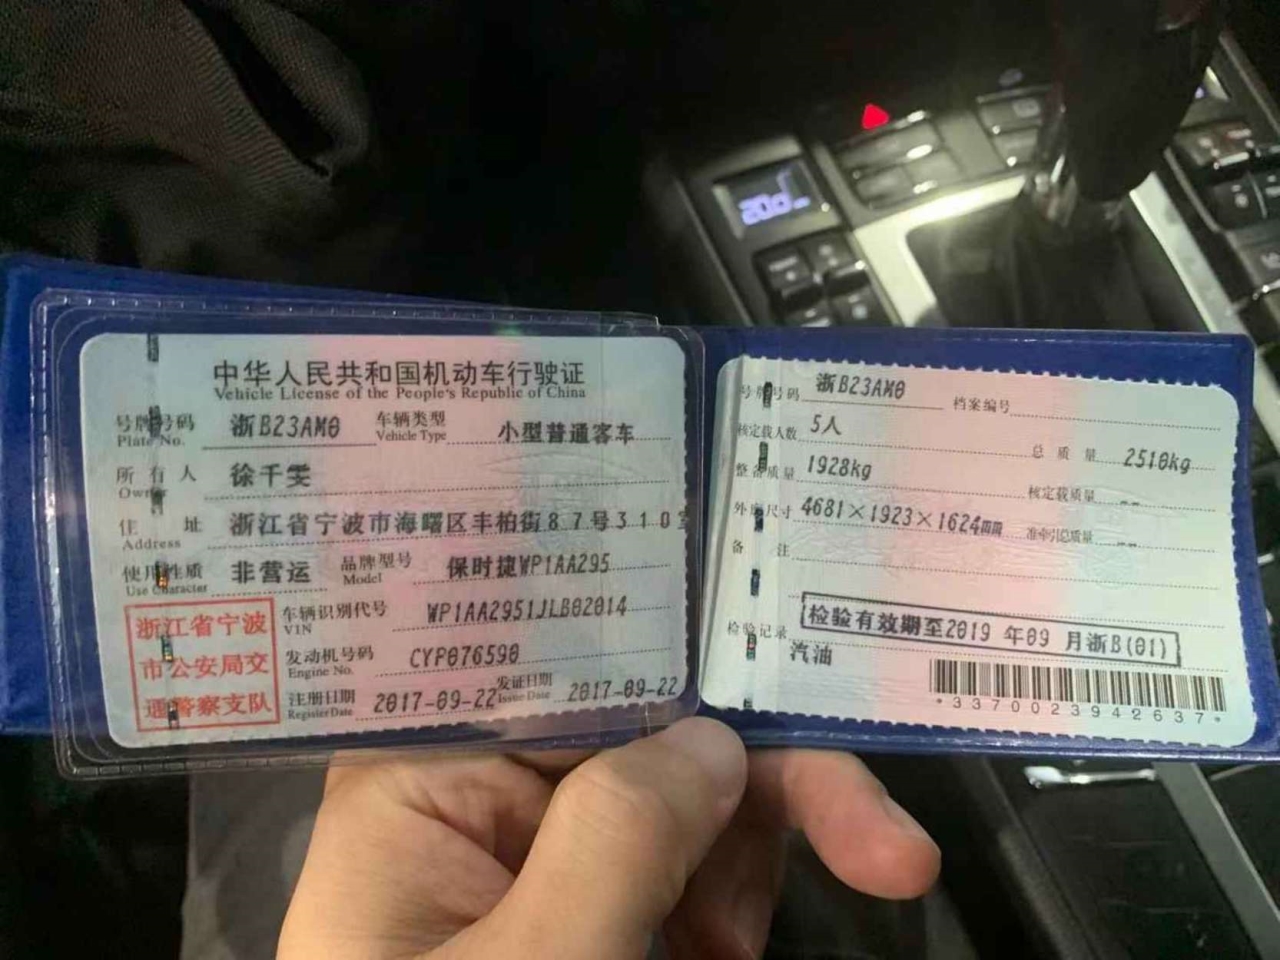 中华人民共和国机动车行驶证
Vehicle License of the People's Republic of China
号牌号码 浙B23AM0 车辆类型 小型普通客车
Plate No. Vehicle Type
所有人 徐千雯
Owner
住址 浙江省宁波市海曙区丰柏街87号310室
Address
使用性质 非营运 品牌型号 保时捷WP1AA295
Use Character Model
浙江省宁波
市公安局交
通警察支队
车辆识别代号 WP1AA2951JLB02014
VIN
发动机号码 CYP076590
Engine No.
注册日期 2017-09-22 发证日期 2017-09-22
Register Date Issue Date
号牌号码 浙B23AM0 档案编号
核定载人数 5人 总质量 2510kg
整备质量 1928kg 核定载质量 --
外廓尺寸 4681×1923×1624mm 准牵引总质量 --
备注
检验有效期至2019年09月浙B(01)
检验记录
汽油
*3370023942637*
20.0